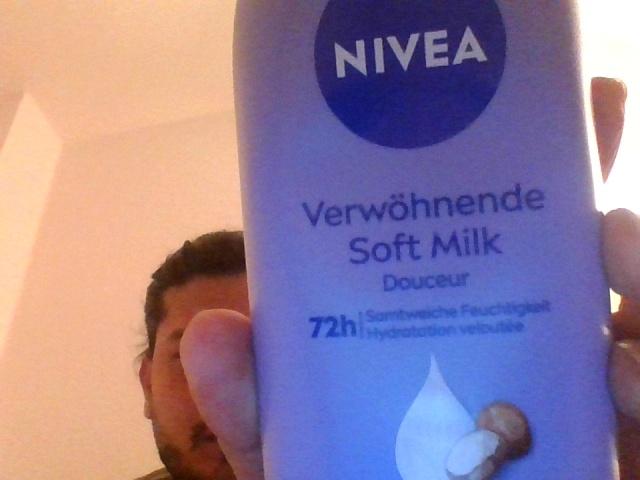 NIVEA
Verwöhnende
Soft Milk
Douceur
72h
Samtweiche Feuchtigkeit
Hydratation veloutée